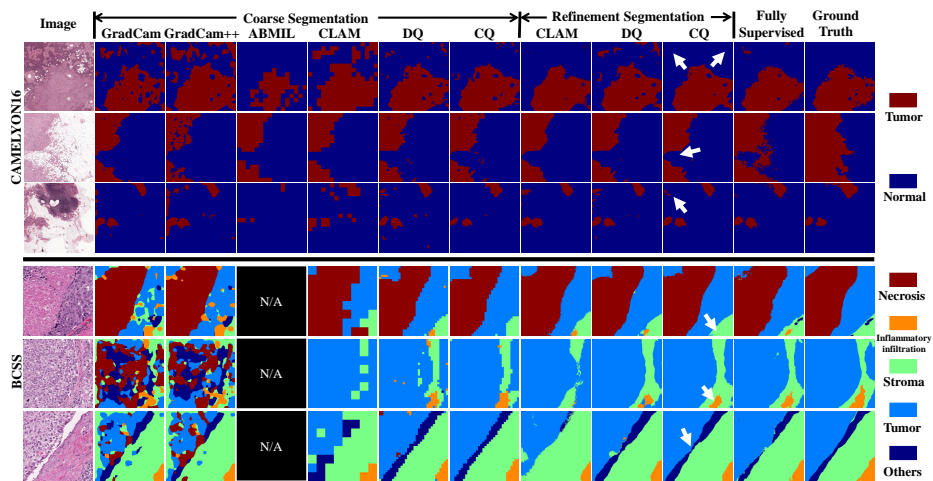 Image
Coarse Segmentation
Refinement Segmentation
Fully
Supervised
Ground
Truth
GradCam
GradCam++
ABMIL
CLAM
DQ
CQ
CLAM
DQ
CQ
CAMELYON16
Tumor
Normal
BCSS
N/A
N/A
N/A
Necrosis
Inflammatory
infiltration
Stroma
Tumor
Others